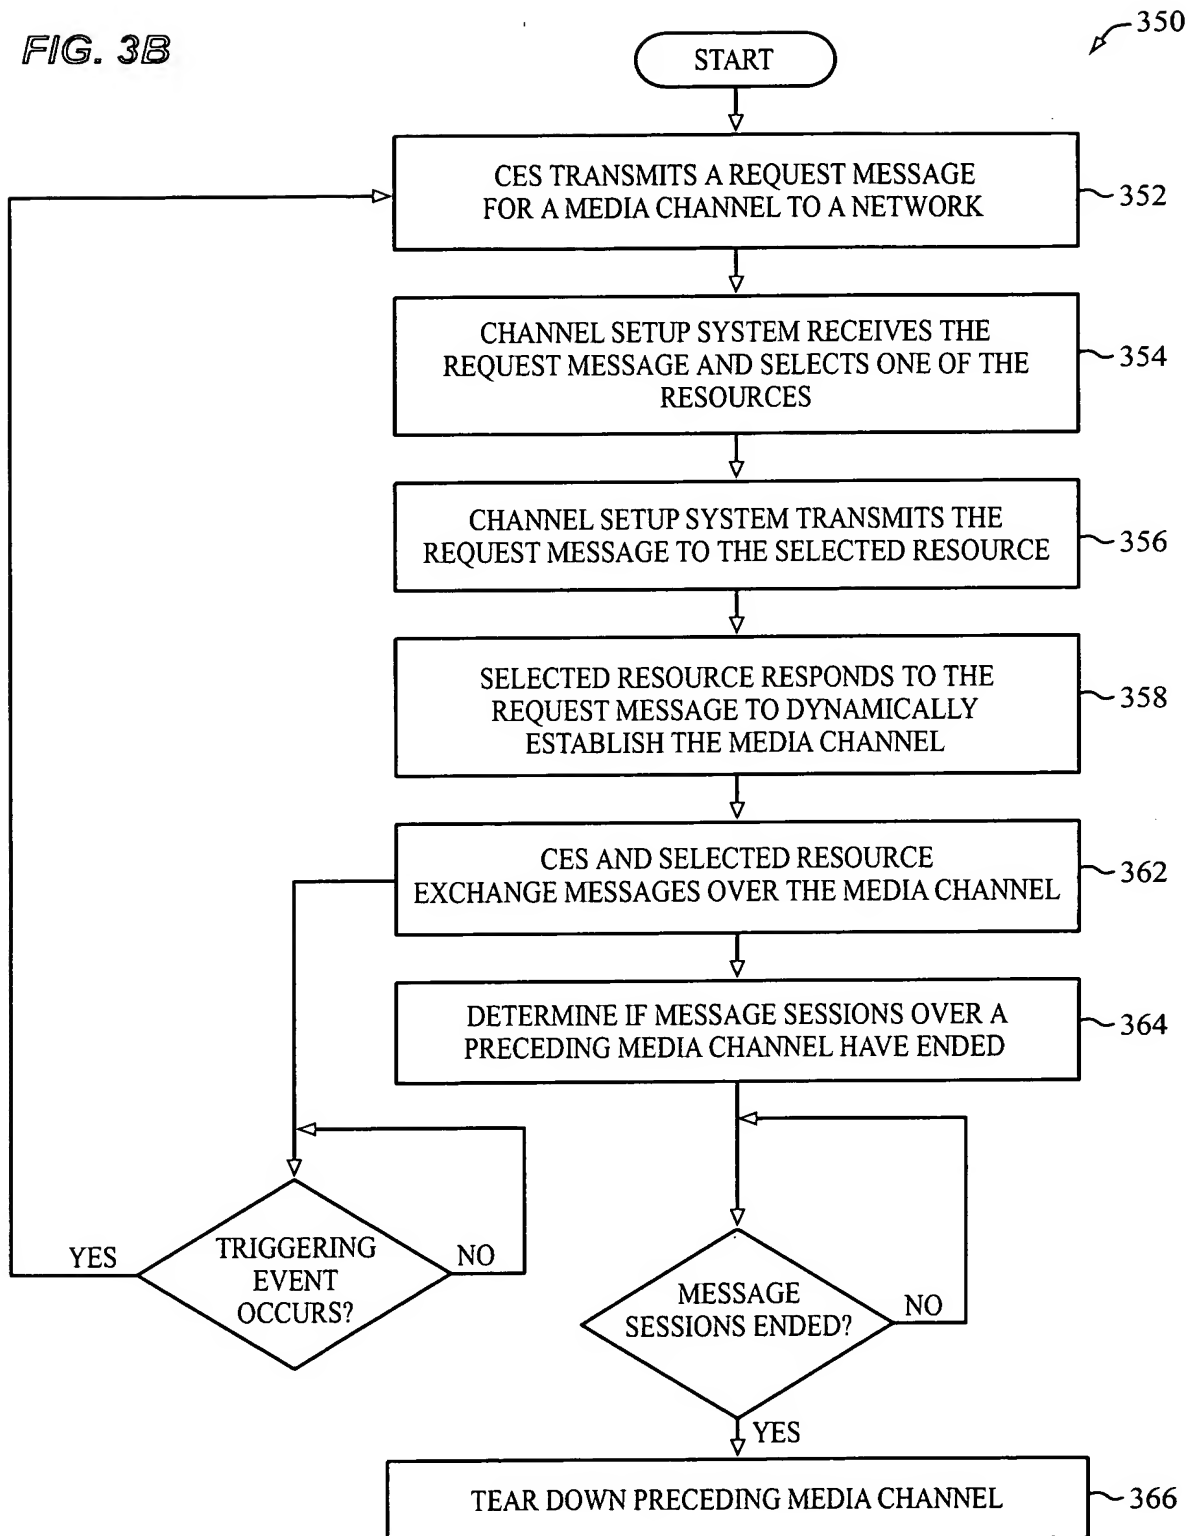 FIG. 3B
350
START
CES TRANSMITS A REQUEST MESSAGE
FOR A MEDIA CHANNEL TO A NETWORK
352
CHANNEL SETUP SYSTEM RECEIVES THE
REQUEST MESSAGE AND SELECTS ONE OF THE
RESOURCES
354
CHANNEL SETUP SYSTEM TRANSMITS THE
REQUEST MESSAGE TO THE SELECTED RESOURCE
356
SELECTED RESOURCE RESPONDS TO THE
REQUEST MESSAGE TO DYNAMICALLY
ESTABLISH THE MEDIA CHANNEL
358
CES AND SELECTED RESOURCE
EXCHANGE MESSAGES OVER THE MEDIA CHANNEL
362
DETERMINE IF MESSAGE SESSIONS OVER A
PRECEDING MEDIA CHANNEL HAVE ENDED
364
YES
TRIGGERING
EVENT
OCCURS?
NO
MESSAGE
SESSIONS ENDED?
NO
YES
TEAR DOWN PRECEDING MEDIA CHANNEL
366